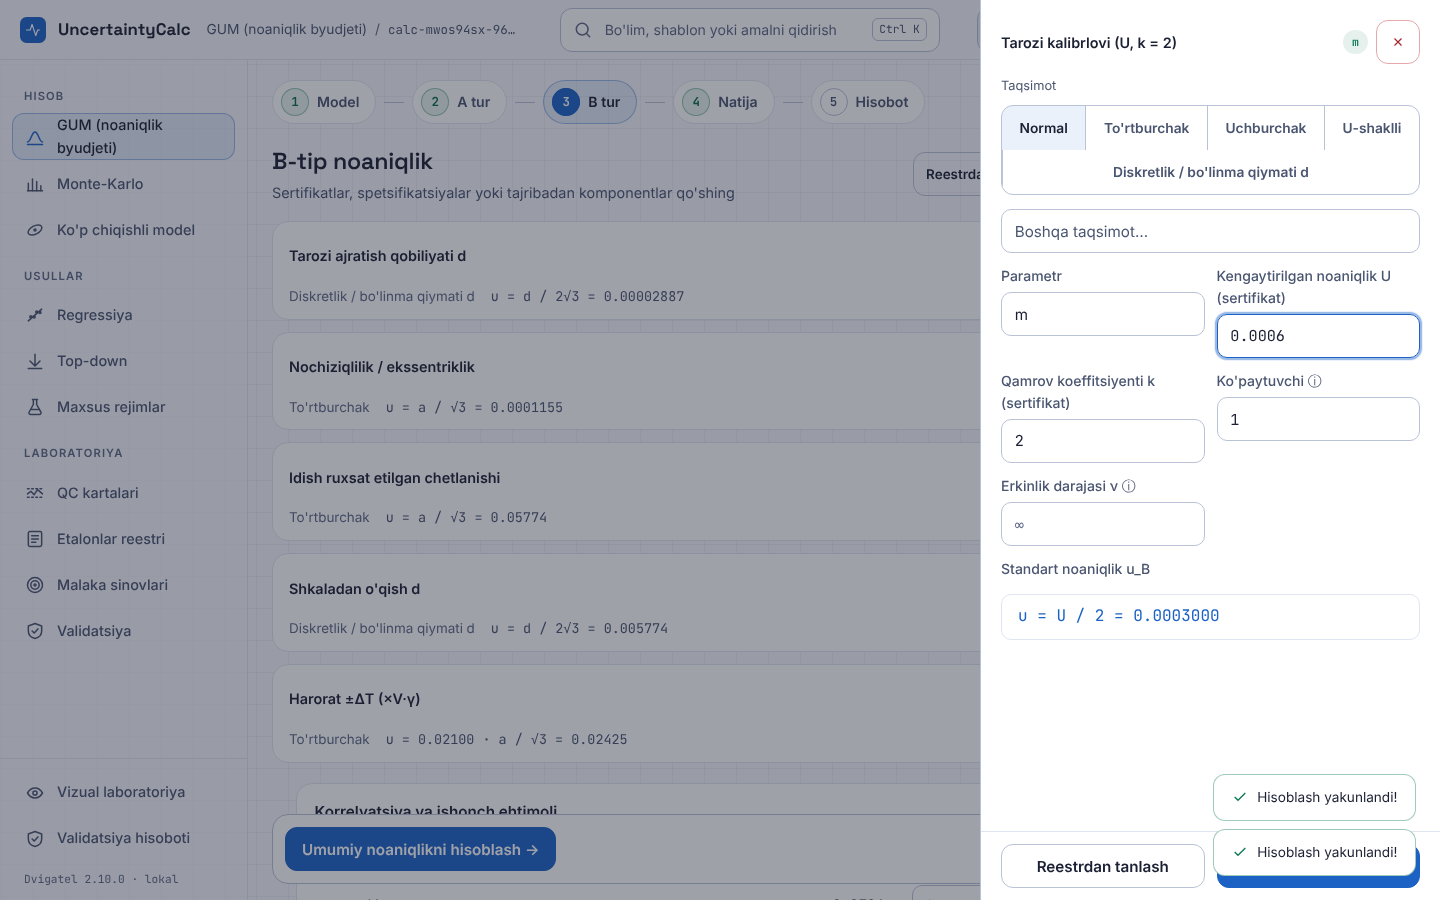 UncertaintyCalc
GUM (noaniqlik byudjeti) / calc-mwos94sx-96…
Bo'lim, shablon yoki amalni qidirish
Ctrl K
HISOB
GUM (noaniqlik
byudjeti)
Monte-Karlo
Ko'p chiqishli model
USULLAR
Regressiya
Top-down
Maxsus rejimlar
LABORATORIYA
QC kartalari
Etalonlar reestri
Malaka sinovlari
Validatsiya
Vizual laboratoriya
Validatsiya hisoboti
Dvigatel 2.10.0 · lokal
1 Model
2 A tur
3 B tur
4 Natija
5 Hisobot
B-tip noaniqlik
Sertifikatlar, spetsifikatsiyalar yoki tajribadan komponentlar qo'shing
Tarozi ajratish qobiliyati d
Diskretlik / bo'linma qiymati d u = d / 2√3 = 0.00002887
Nochiziqlilik / ekssentriklik
To'rtburchak u = a / √3 = 0.0001155
Idish ruxsat etilgan chetlanishi
To'rtburchak u = a / √3 = 0.05774
Shkaladan o'qish d
Diskretlik / bo'linma qiymati d u = d / 2√3 = 0.005774
Harorat ±ΔT (×V·γ)
To'rtburchak u = 0.02100 · a / √3 = 0.02425
Korrelyatsiya va ishonch ehtimoli
Umumiy noaniqlikni hisoblash →
Tarozi kalibrlovi (U, k = 2)
m
×
Taqsimot
Normal
To'rtburchak
Uchburchak
U-shaklli
Diskretlik / bo'linma qiymati d
Boshqa taqsimot…
Parametr
m
Kengaytirilgan noaniqlik U
(sertifikat)
0.0006
Qamrov koeffitsiyenti k
(sertifikat)
2
Ko'paytuvchi ⓘ
1
Erkinlik darajasi ν ⓘ
∞
Standart noaniqlik u_B
u = U / 2 = 0.0003000
Hisoblash yakunlandi!
Hisoblash yakunlandi!
Reestrdan tanlash